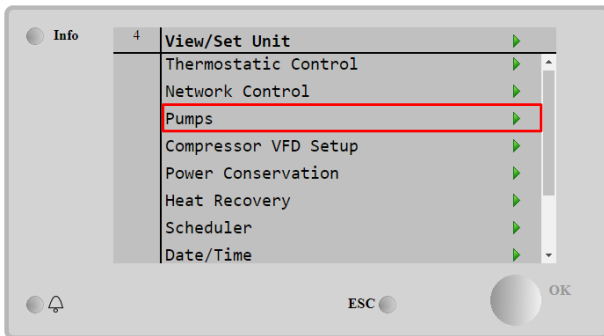 Info
4 View/Set Unit
Thermostatic Control
Network Control
Pumps
Compressor VFD Setup
Power Conservation
Heat Recovery
Scheduler
Date/Time
ESC
OK